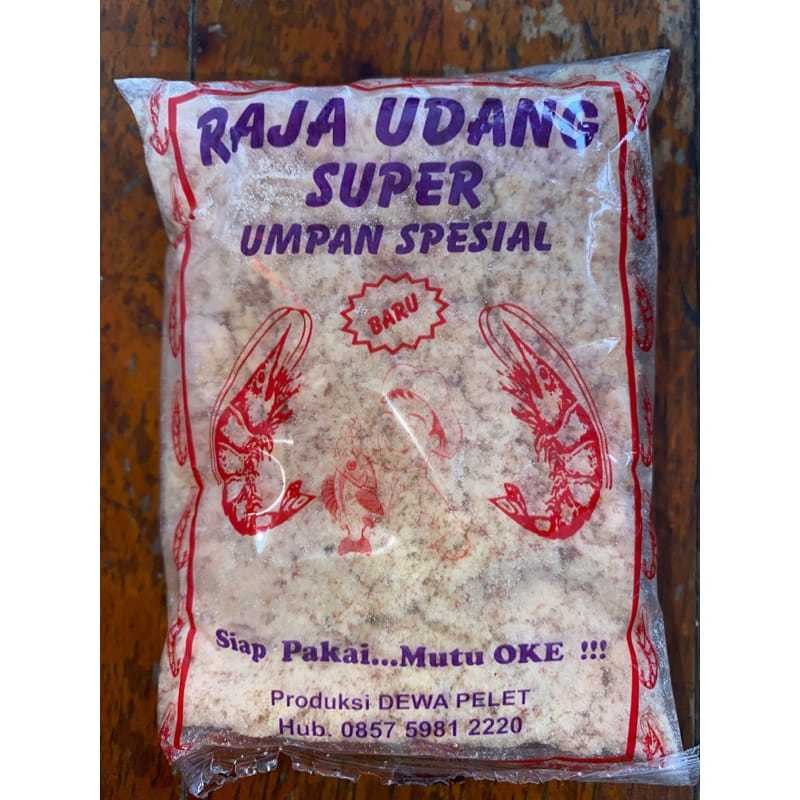 RAJA UDANG
SUPER
UMPAN SPESIAL
BARU
Siap Pakai...Mutu OKE !!!
Produksi DEWA PELET
Hub. 0857 5981 2220